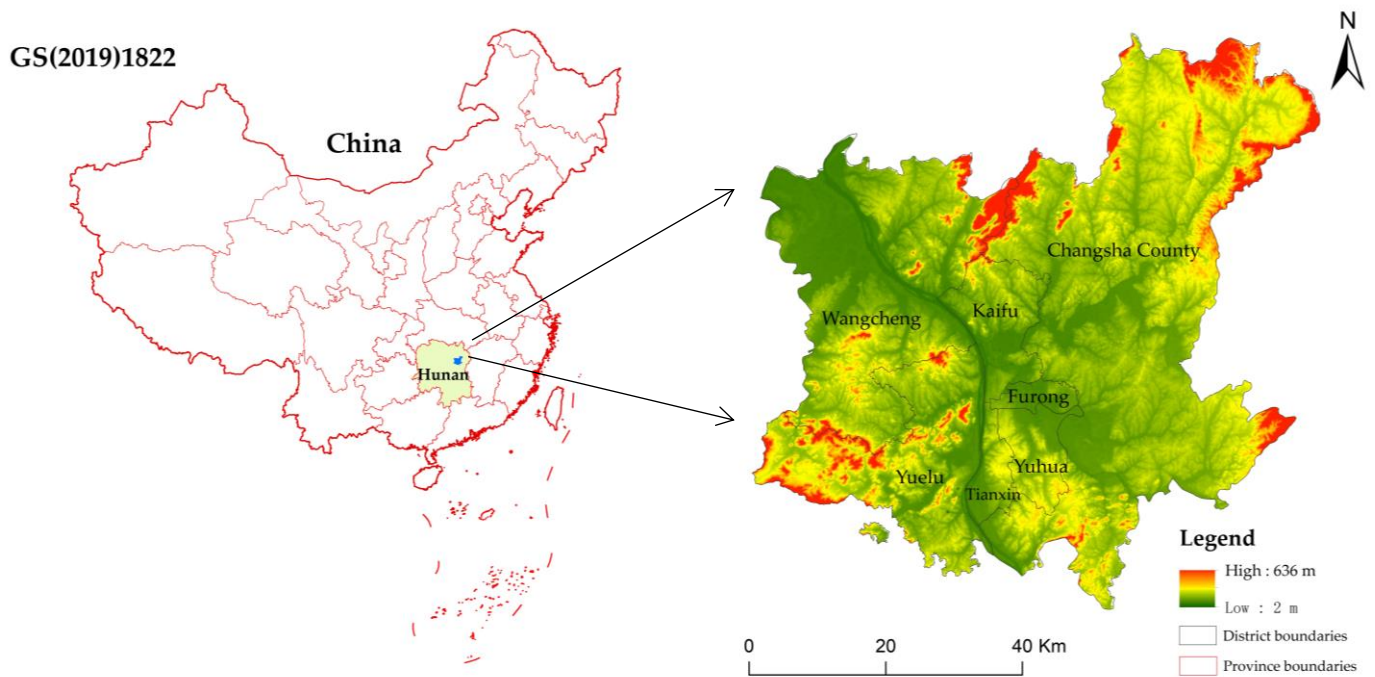 GS(2019)1822
China
Hunan
N
Changsha County
Kaifu
Wangcheng
Furong
Yuhua
Yuelu
Tianxin
Legend
High : 636 m
Low : 2 m
District boundaries
Province boundaries
0 20 40 Km